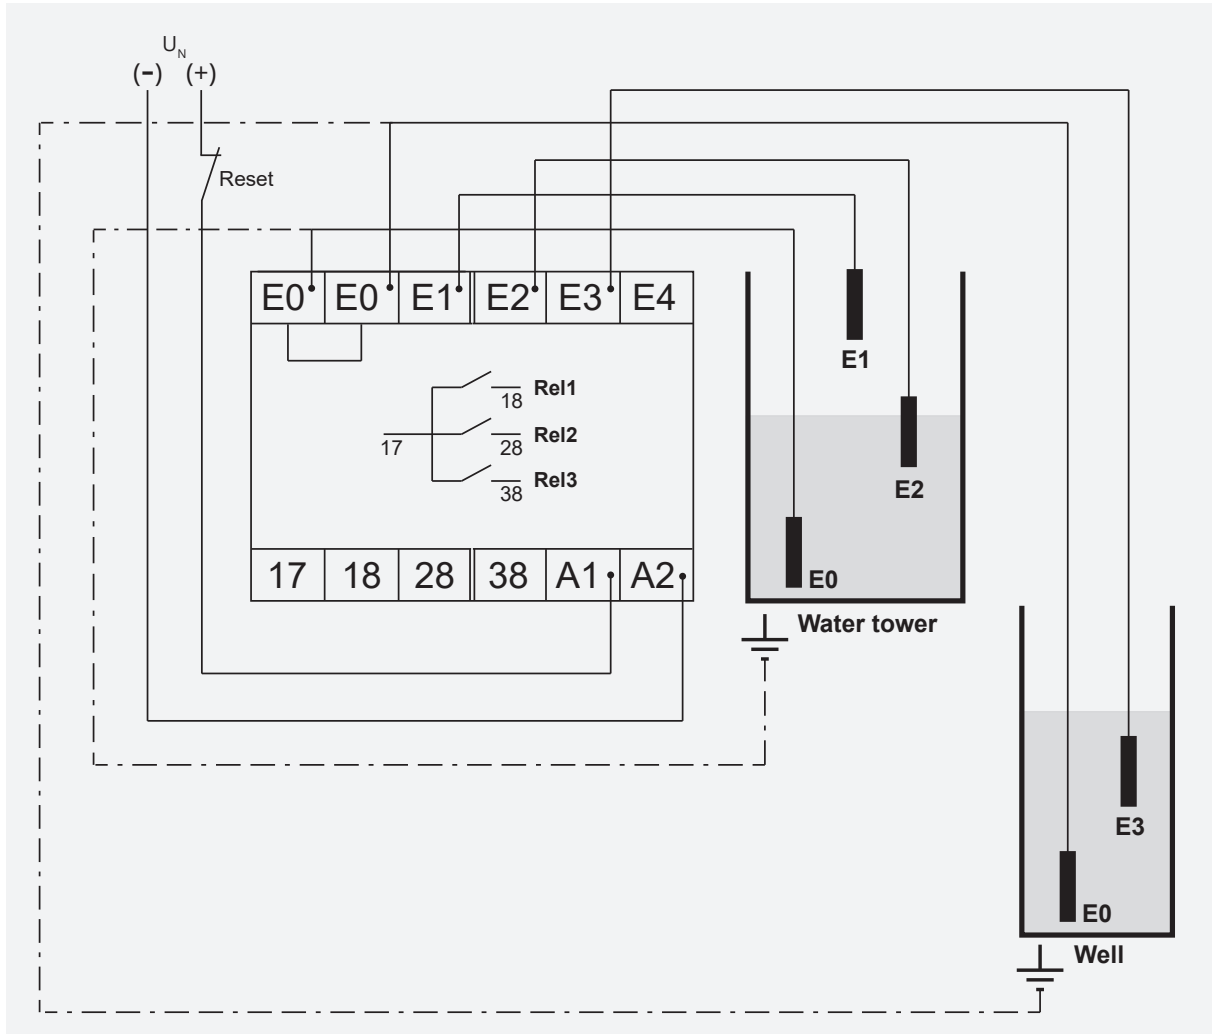 UN
(-) (+)
Reset
E0 E0 E1 E2 E3 E4
E1
Rel1
18
17
Rel2
28
Rel3
38
E2
17 18 28 38 A1 A2
E0
Water tower
E3
E0
Well